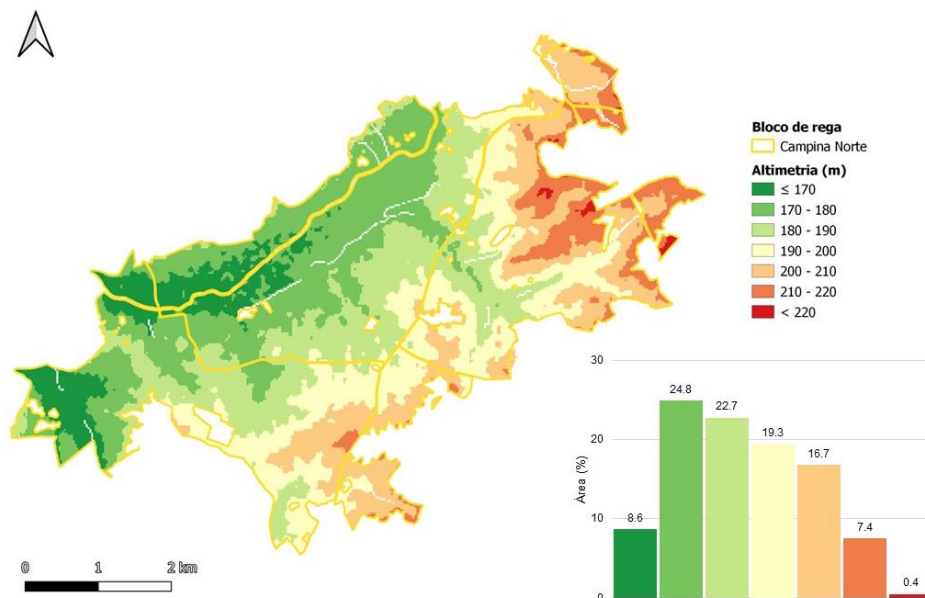 Bloco de rega
Campina Norte
Altimetria (m)
≤ 170
170 - 180
180 - 190
190 - 200
200 - 210
210 - 220
< 220
30
24.8
22.7
20
19.3
16.7
Área (%)
10
8.6
7.4
0.4
0
0 1 2 km